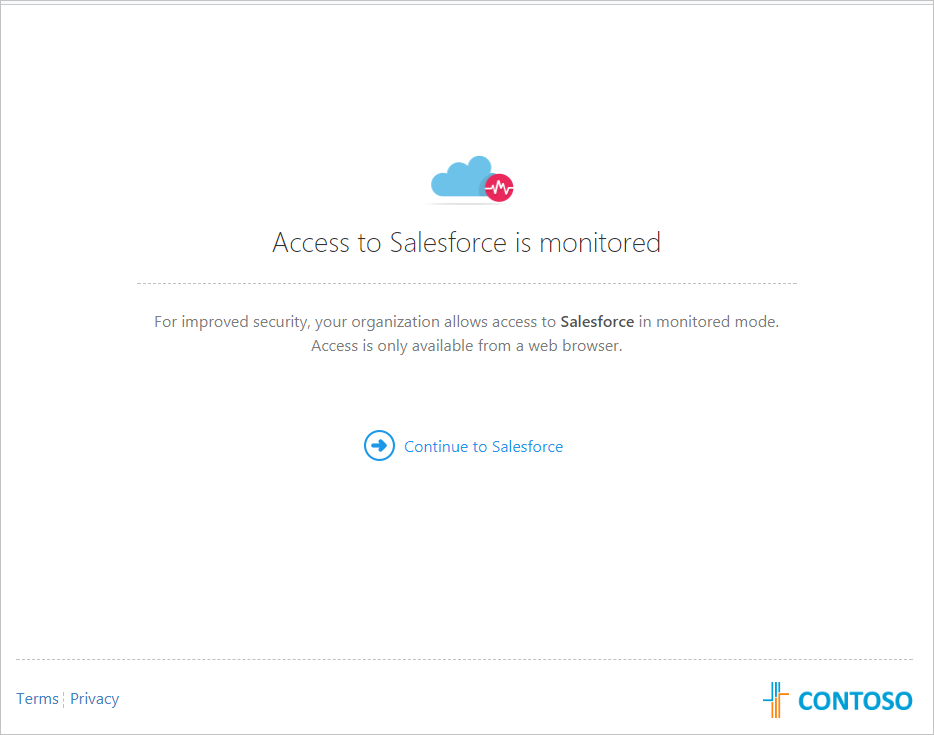 Access to Salesforce is monitored
For improved security, your organization allows access to Salesforce in monitored mode.
Access is only available from a web browser.
Continue to Salesforce
Terms Privacy
CONTOSO